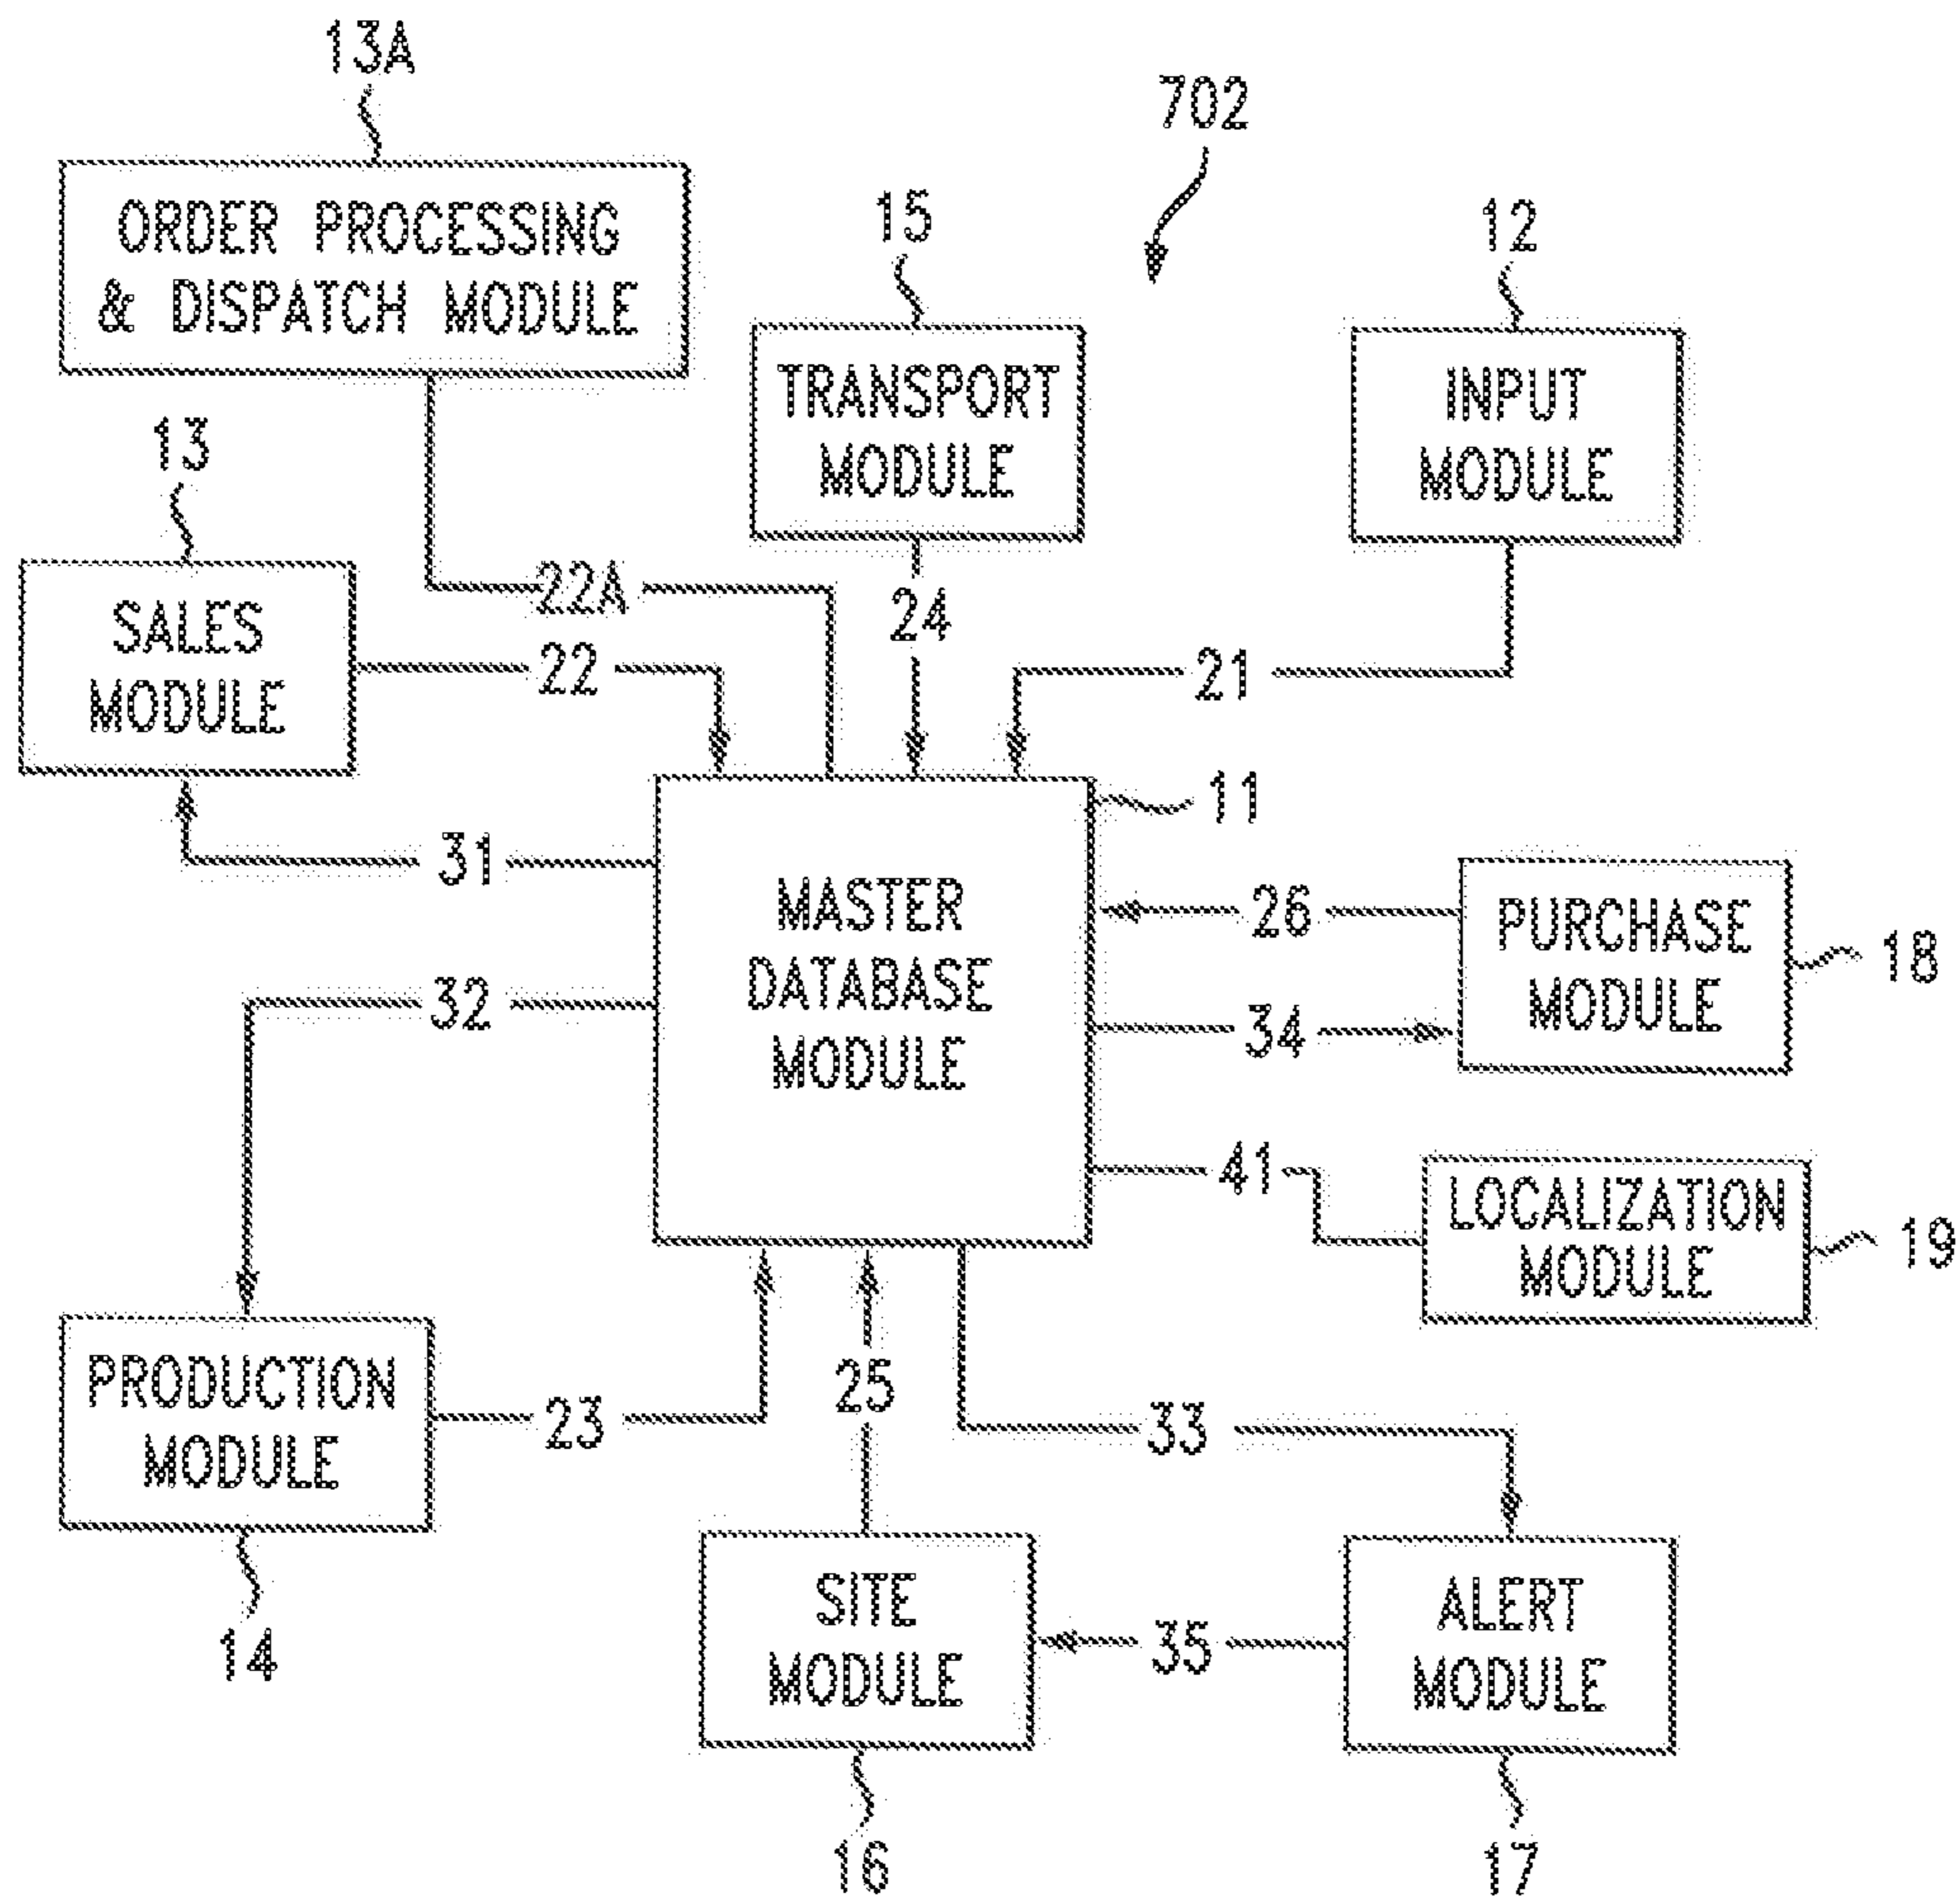 13A
702
ORDER PROCESSING
& DISPATCH MODULE
15
12
TRANSPORT
MODULE
INPUT
MODULE
13
SALES
MODULE
22A
24
22
21
11
31
MASTER
DATABASE
MODULE
26
PURCHASE
MODULE
18
32
34
41
LOCALIZATION
MODULE
19
PRODUCTION
MODULE
23
25
33
14
SITE
MODULE
35
ALERT
MODULE
16
17